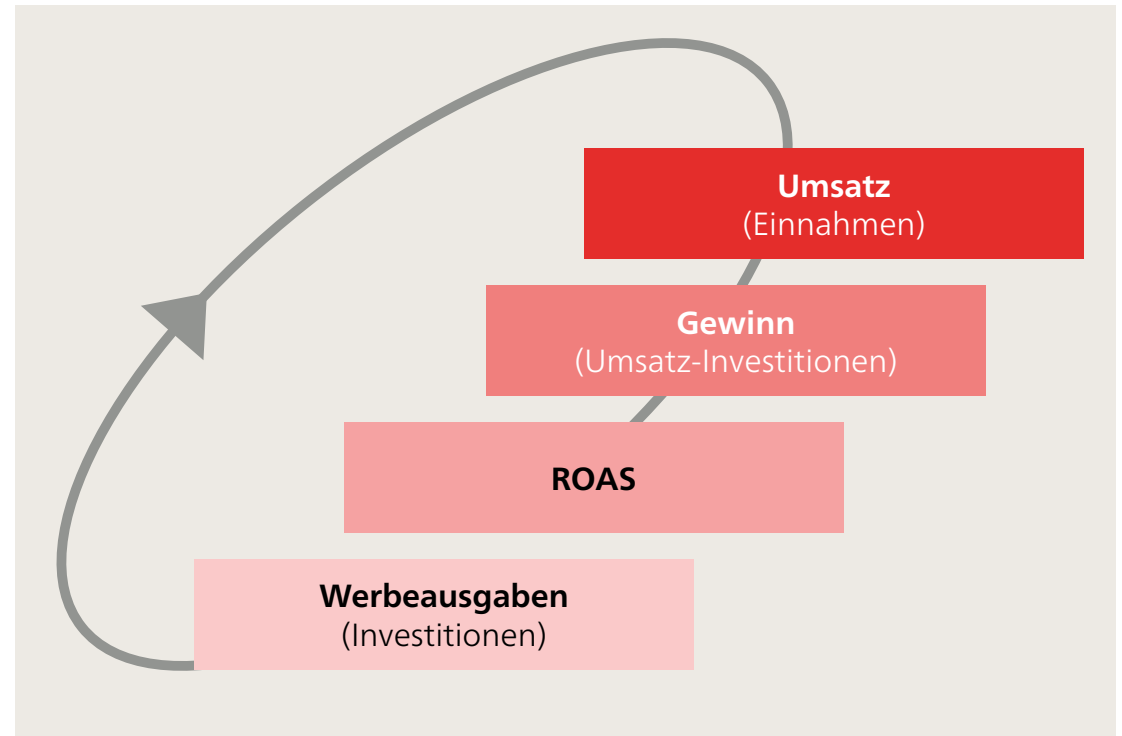 Umsatz
(Einnahmen)
Gewinn
(Umsatz-Investitionen)
ROAS
Werbeausgaben
(Investitionen)